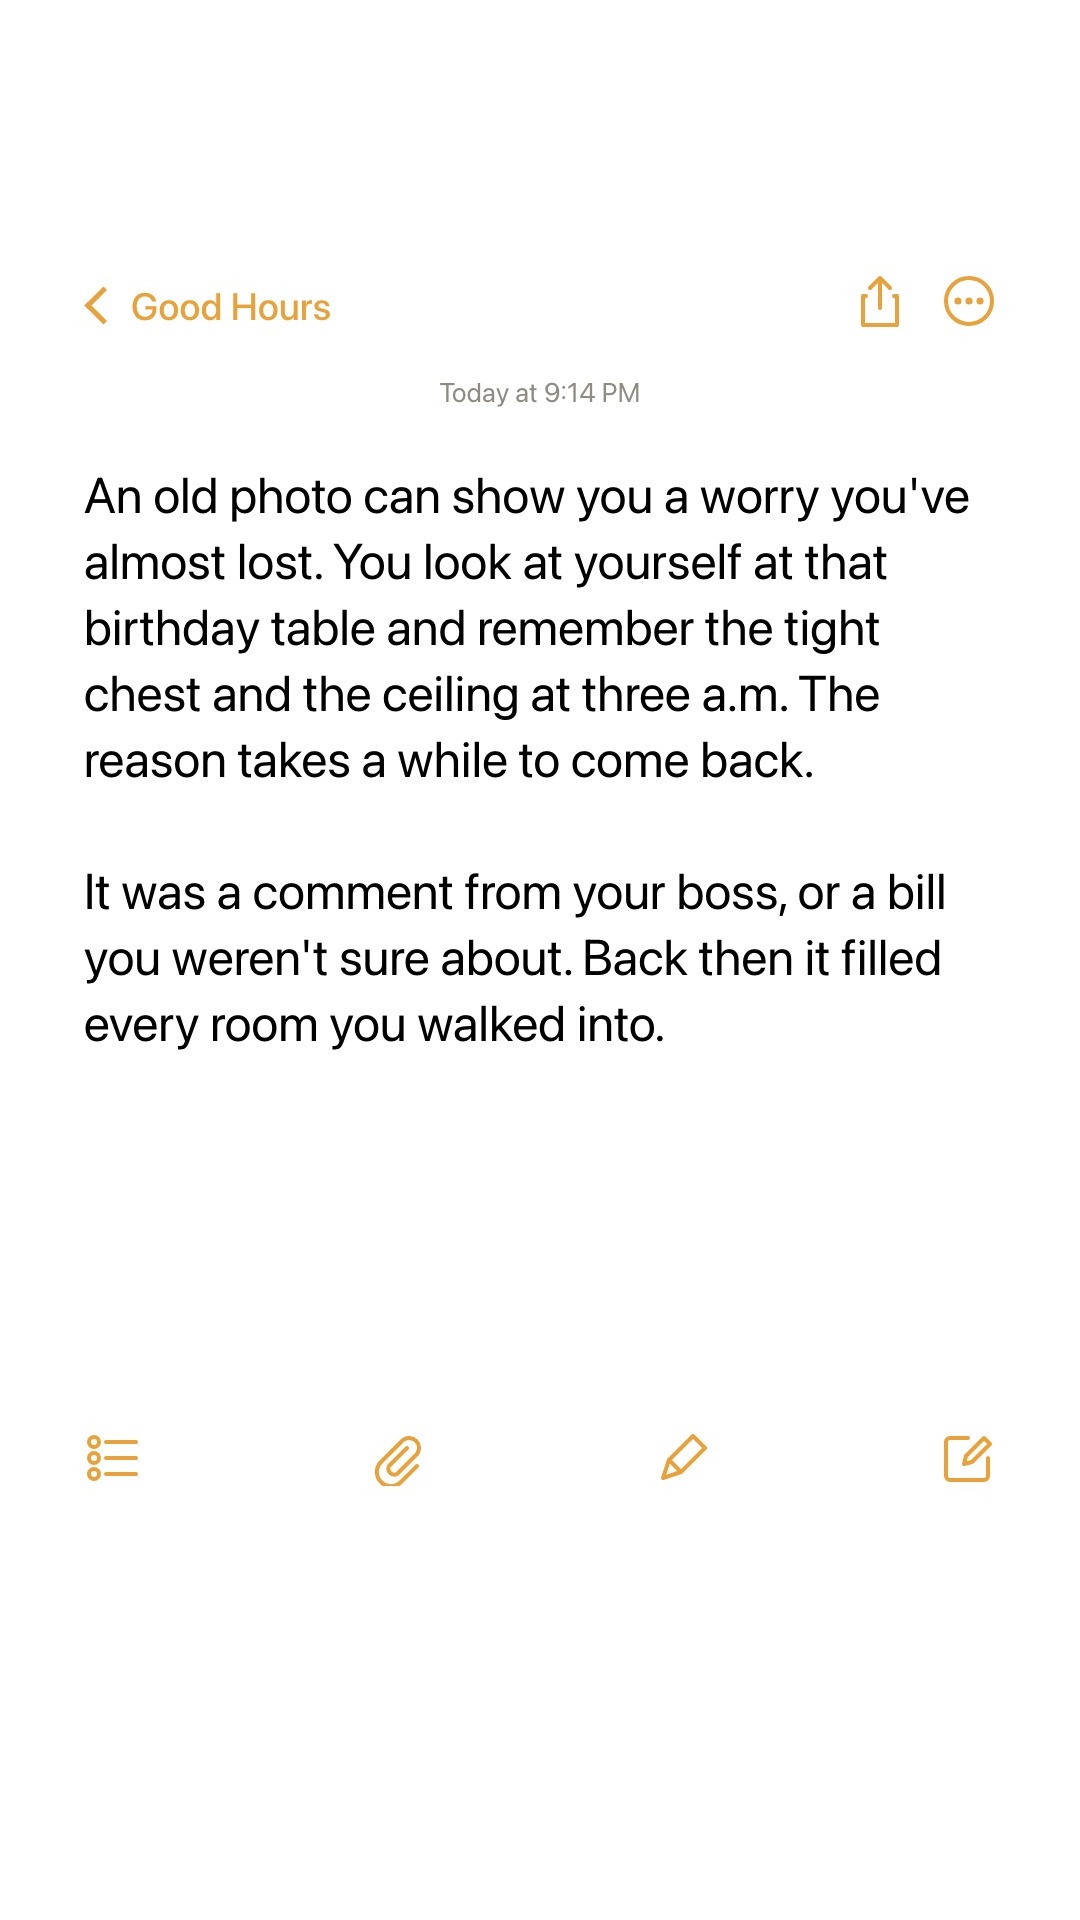 Good Hours
Today at 9:14 PM
An old photo can show you a worry you've
almost lost. You look at yourself at that
birthday table and remember the tight
chest and the ceiling at three a.m. The
reason takes a while to come back.
It was a comment from your boss, or a bill
you weren't sure about. Back then it filled
every room you walked into.